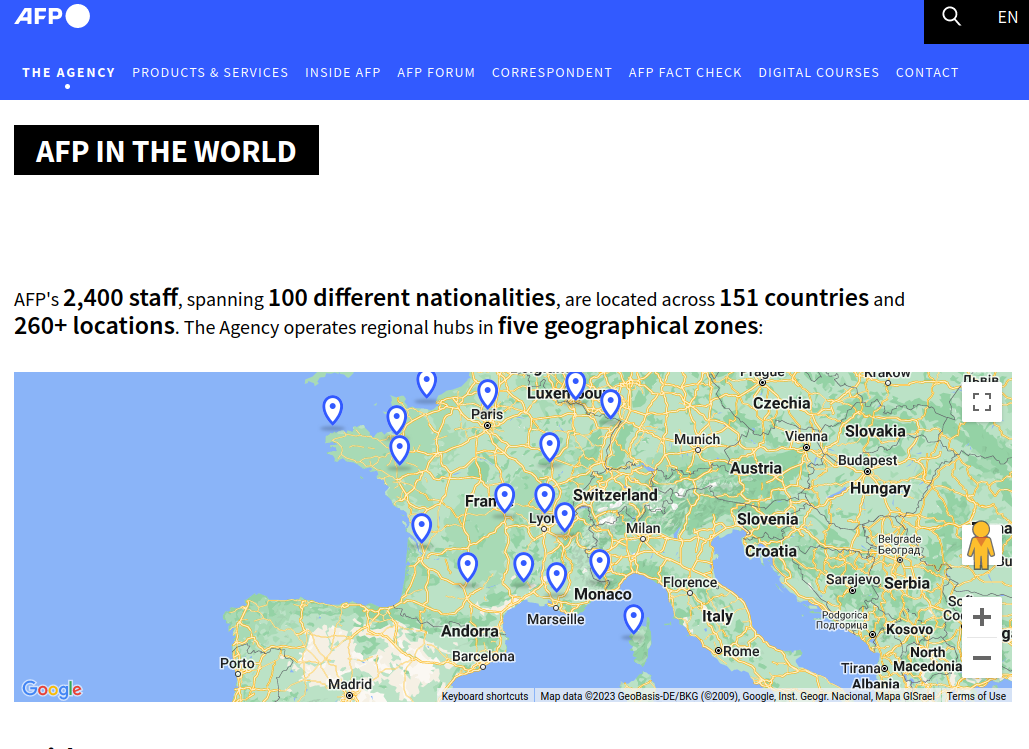 AFP
EN
THE AGENCY PRODUCTS & SERVICES INSIDE AFP AFP FORUM CORRESPONDENT AFP FACT CHECK DIGITAL COURSES CONTACT
AFP IN THE WORLD
AFP's 2,400 staff, spanning 100 different nationalities, are located across 151 countries and
260+ locations. The Agency operates regional hubs in five geographical zones:
Prague
Kraków
Львів
Czechia
Paris
Slovakia
Munich
Vienna
Budapest
Austria
Hungary
Switzerland
Slovenia
Milan
Belgrade
Београд
Croatia
Sarajevo
Serbia
Florence
Monaco
Marseille
Italy
Podgorica
Подгорица
Kosovo
Andorra
Barcelona
Rome
North
Macedonia
Porto
Tirana
Madrid
Albania
Google
Keyboard shortcuts
Map data ©2023 GeoBasis-DE/BKG (©2009), Google, Inst. Geogr. Nacional, Mapa GISrael
Terms of Use